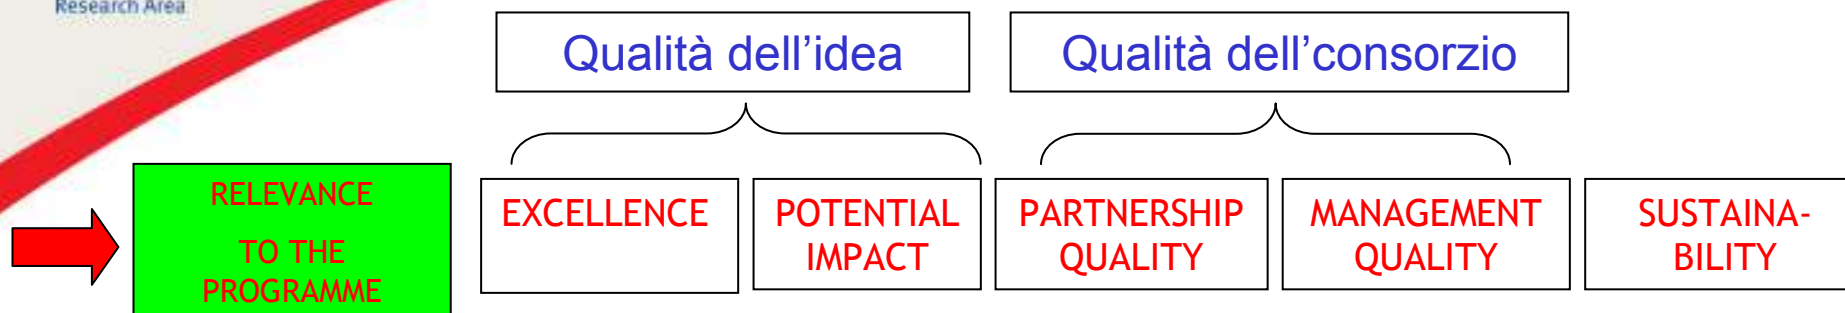 Research Area
Qualità dell’idea
Qualità dell’consorzio
RELEVANCE
TO THE
PROGRAMME
EXCELLENCE
POTENTIAL
IMPACT
PARTNERSHIP
QUALITY
MANAGEMENT
QUALITY
SUSTAINA-
BILITY